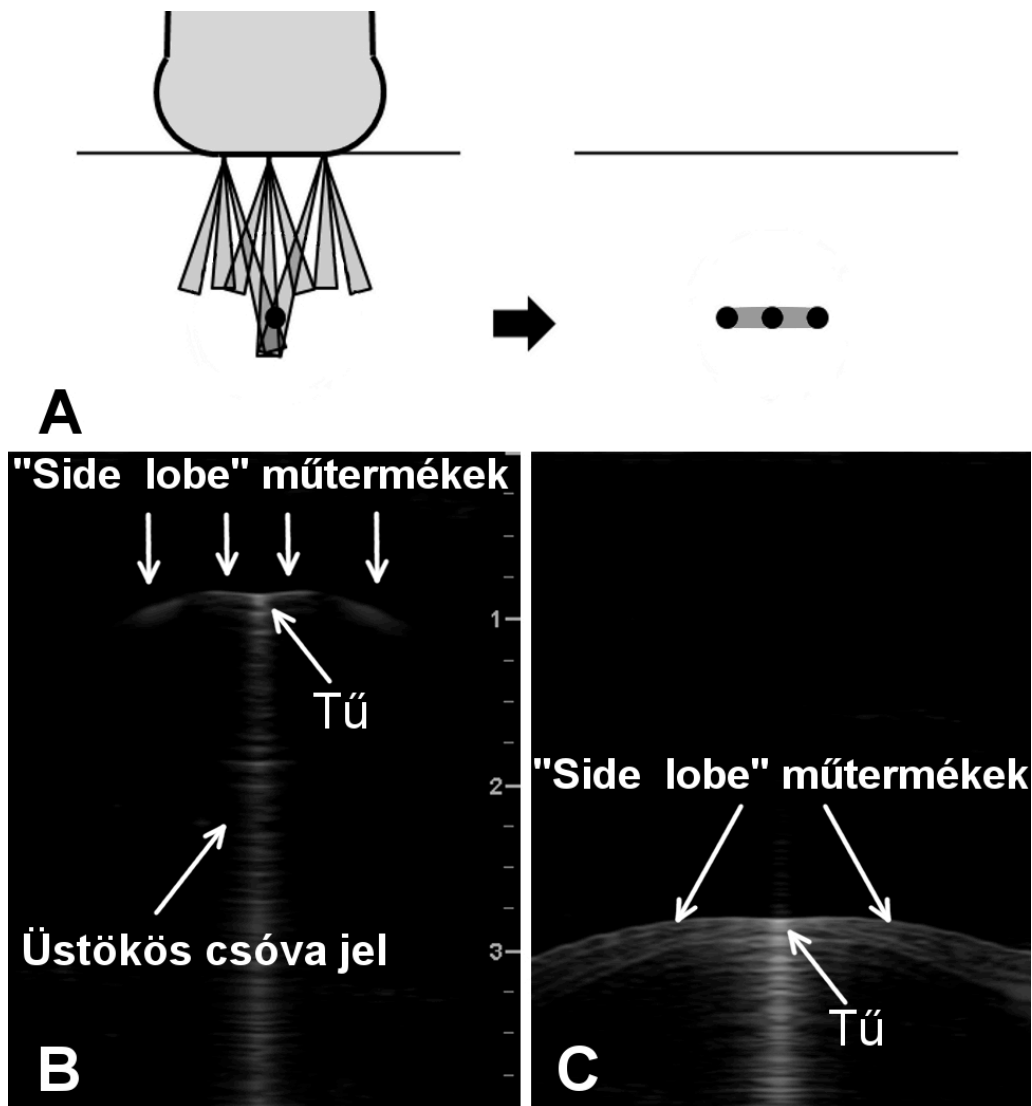 A
"Side lobe" műtermékek
1
Tű
2
"Side lobe" műtermékek
Üstökös csóva jel
3
Tű
B
C